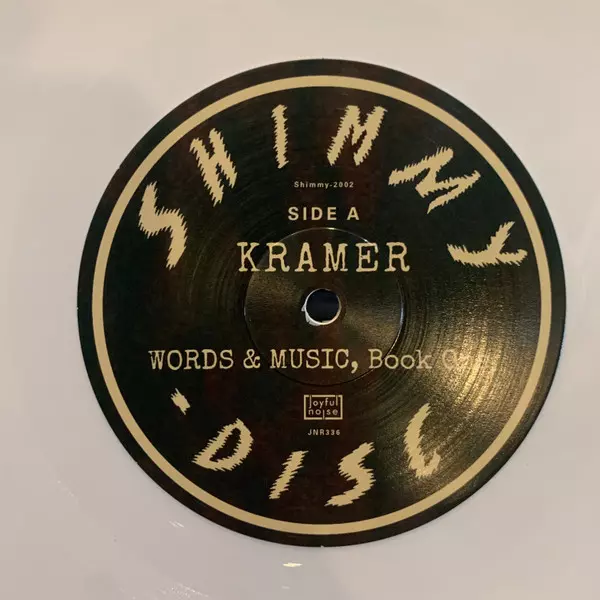 SHIMMY
Shimmy-2002
SIDE A
KRAMER
WORDS & MUSIC, Book
joyful
noise
JNR336
·DISC